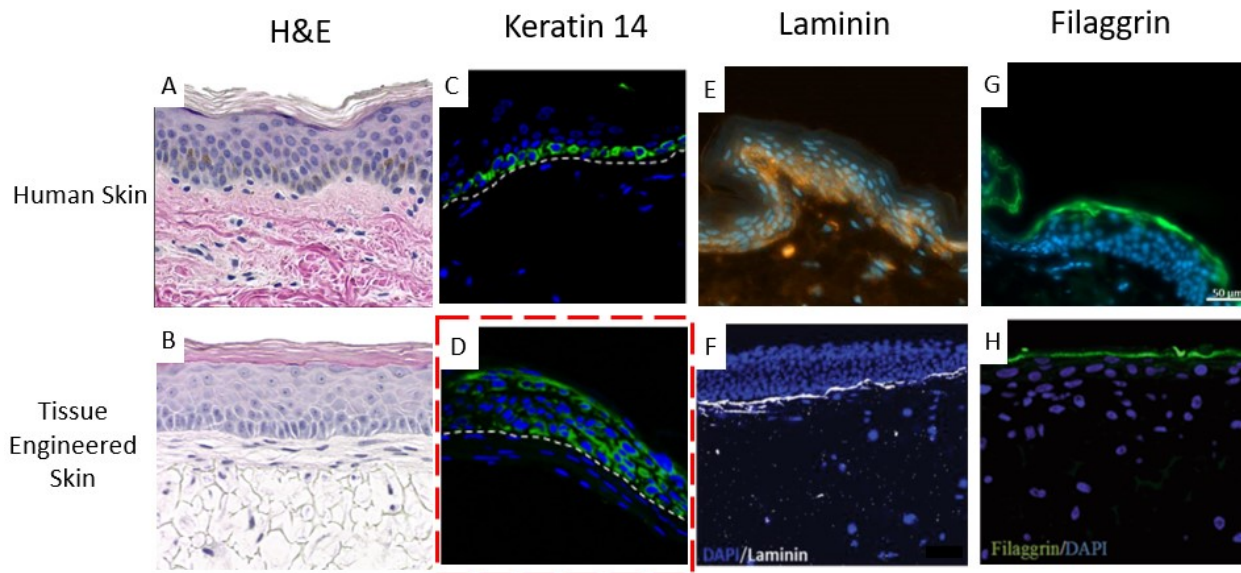 H&E
Keratin 14
Laminin
Filaggrin
Human Skin
A
C
E
G
50 µm
Tissue
Engineered
Skin
B
D
F
H
DAPI/Laminin
Filaggrin/DAPI